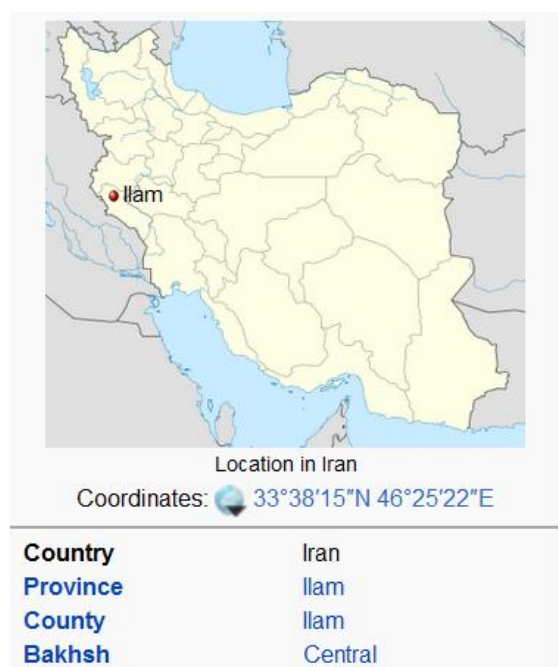 Ilam
Location in Iran
Coordinates: 33°38′15″N 46°25′22″E
Country Iran
Province Ilam
County Ilam
Bakhsh Central